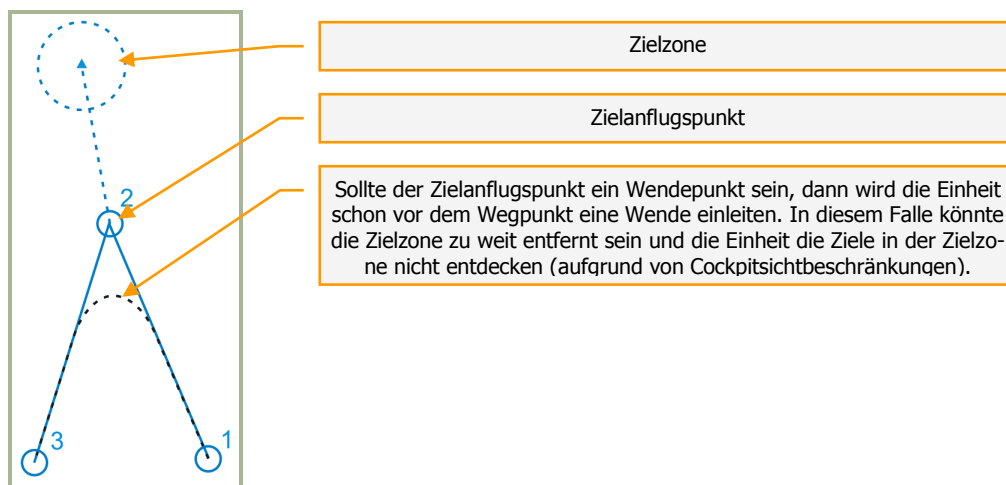 Zielzone
Zielanflugspunkt
2
Sollte der Zielanflugspunkt ein Wendepunkt sein, dann wird die Einheit
schon vor dem Wegpunkt eine Wende einleiten. In diesem Falle könnte
die Zielzone zu weit entfernt sein und die Einheit die Ziele in der Zielzo-
ne nicht entdecken (aufgrund von Cockpitsichtbeschränkungen).
3
1